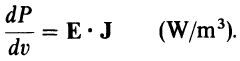 dP/dv = E · J (W/m³).